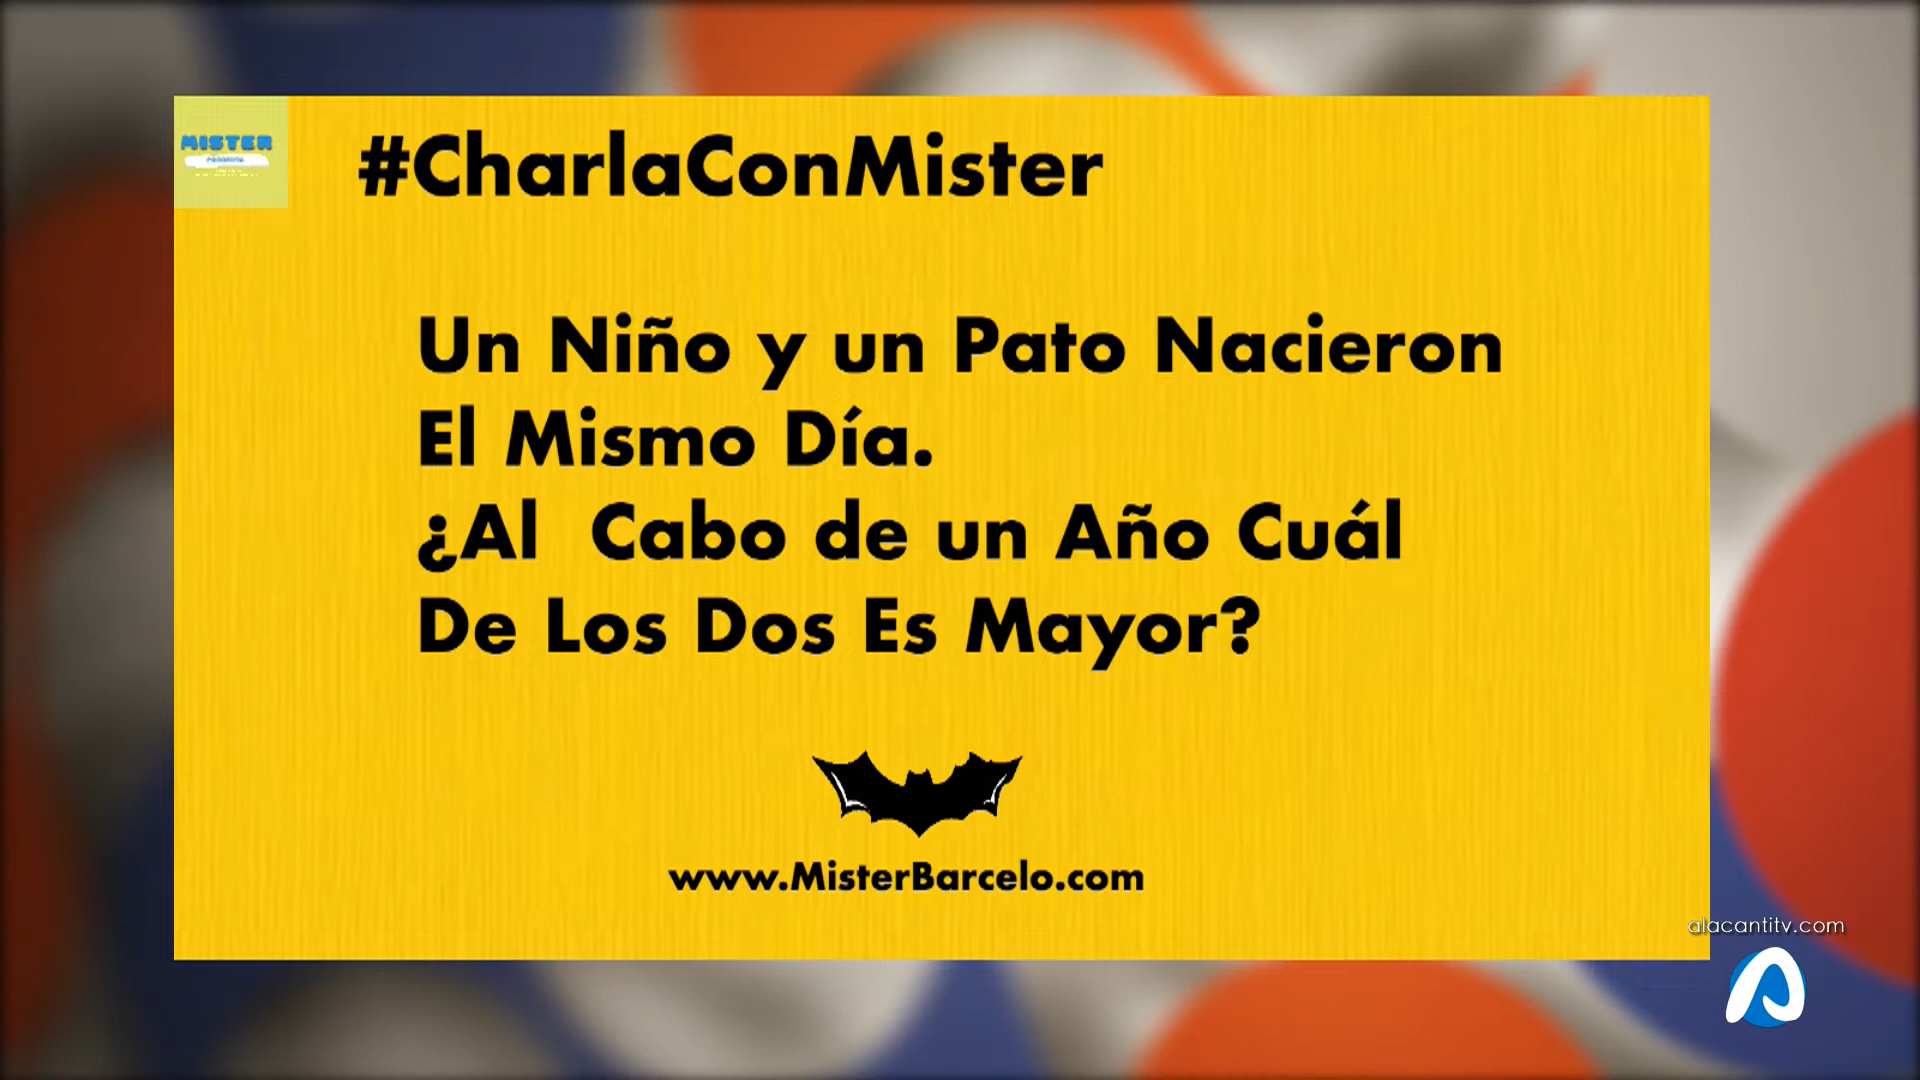 MISTER
#CharlaConMister
Un Niño y un Pato Nacieron
El Mismo Día.
¿Al  Cabo de un Año Cuál
De Los Dos Es Mayor?
www.MisterBarcelo.com
alacantitv.com